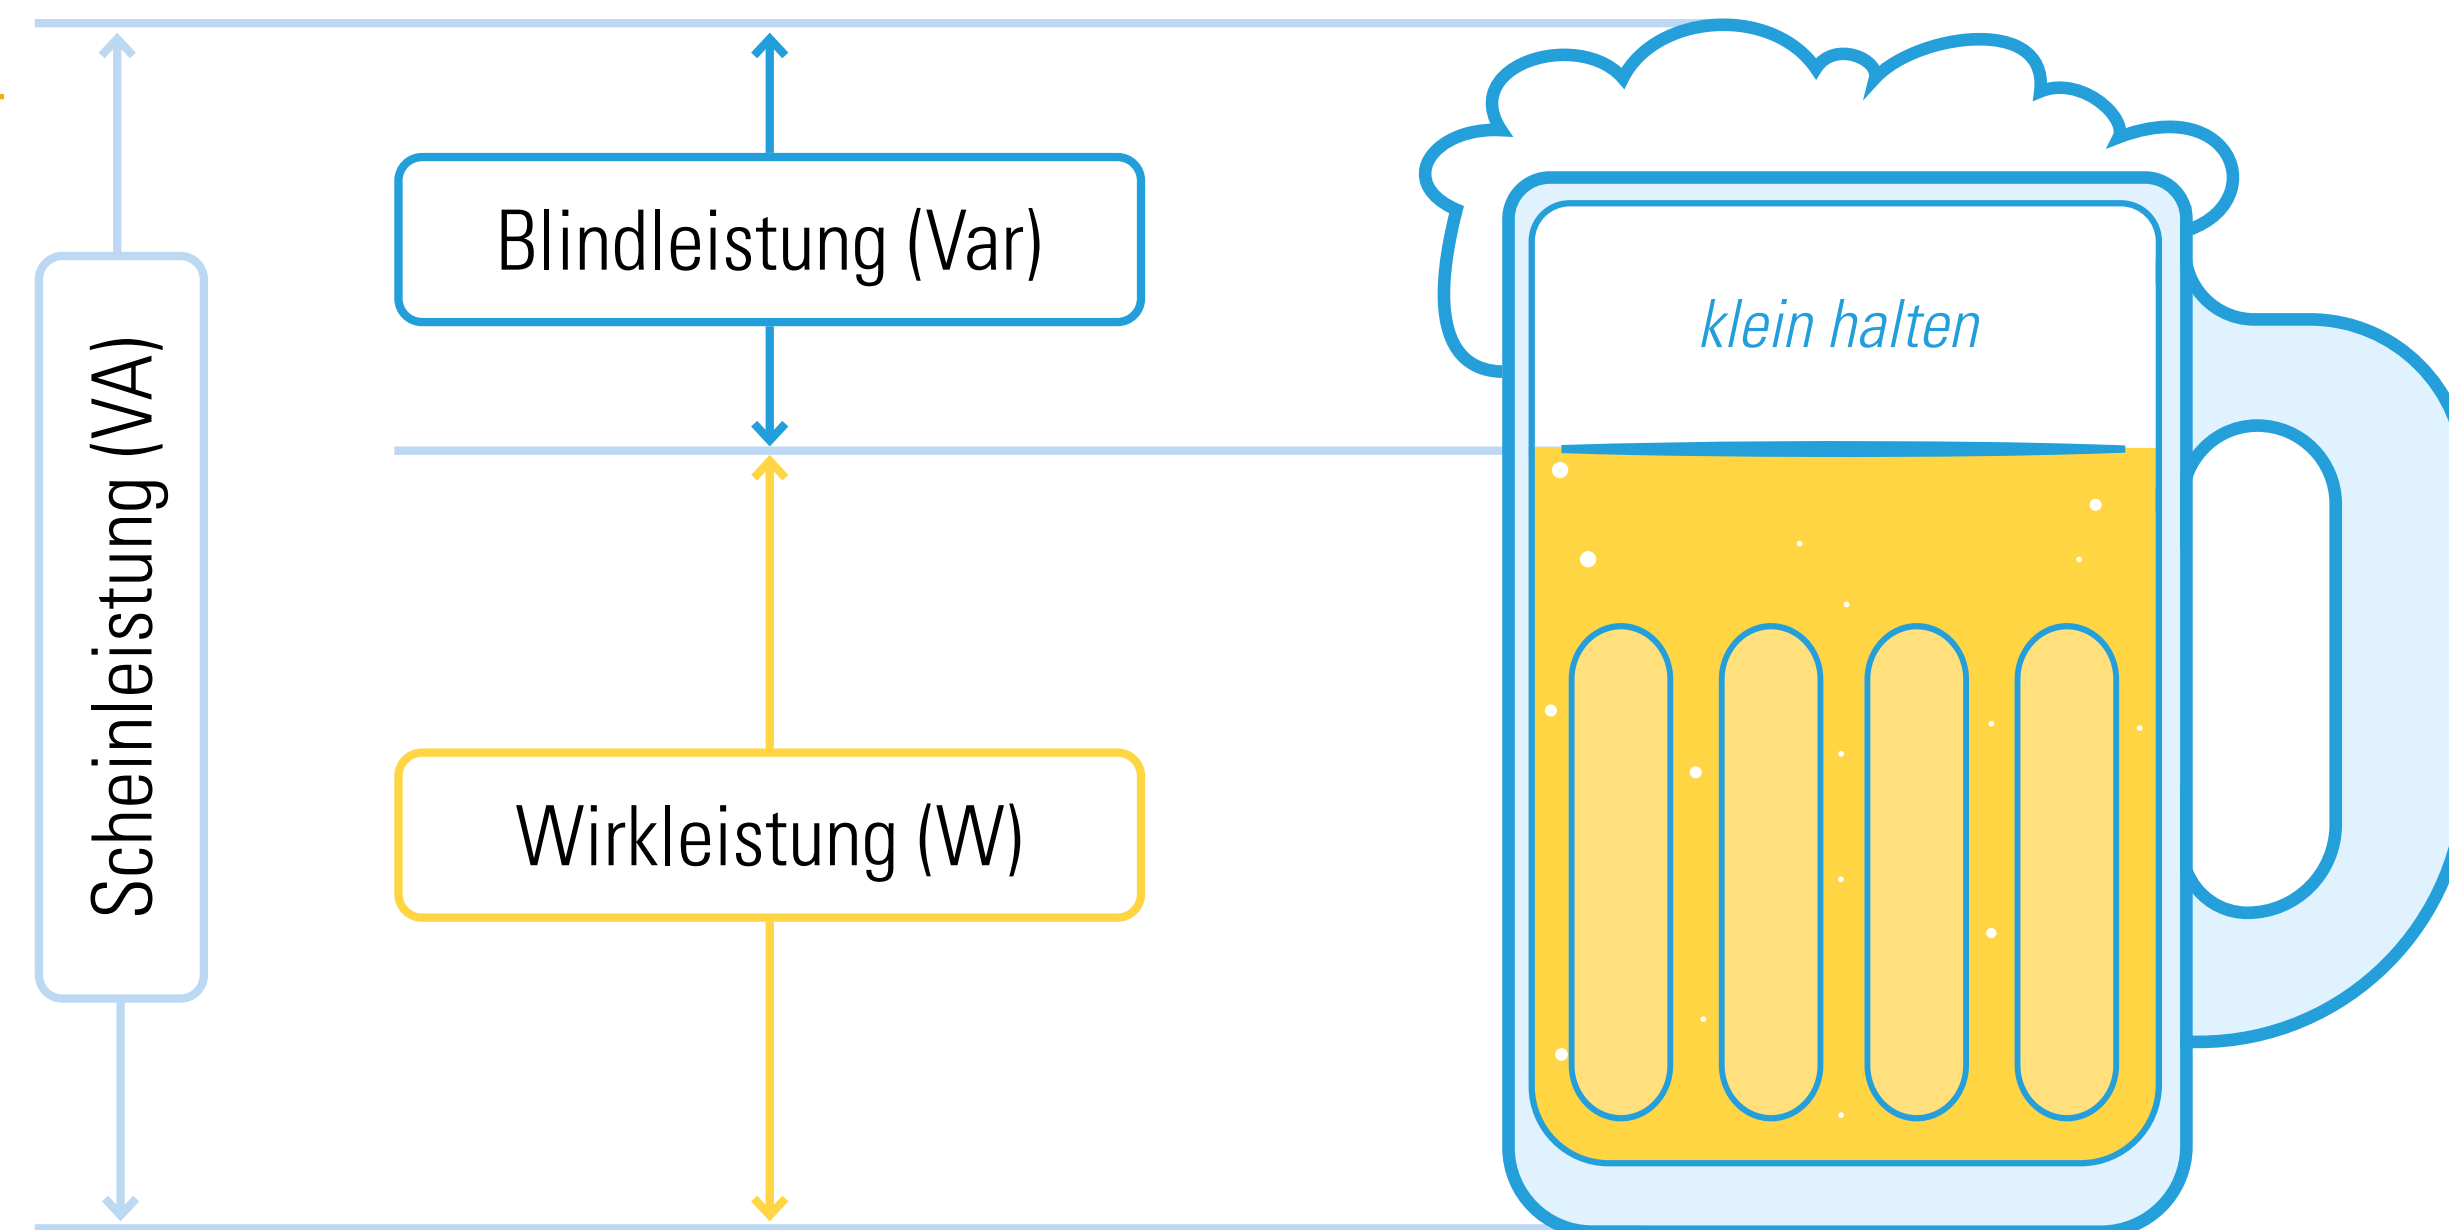 Blindleistung (Var)
klein halten
Scheinleistung (VA)
Wirkleistung (W)